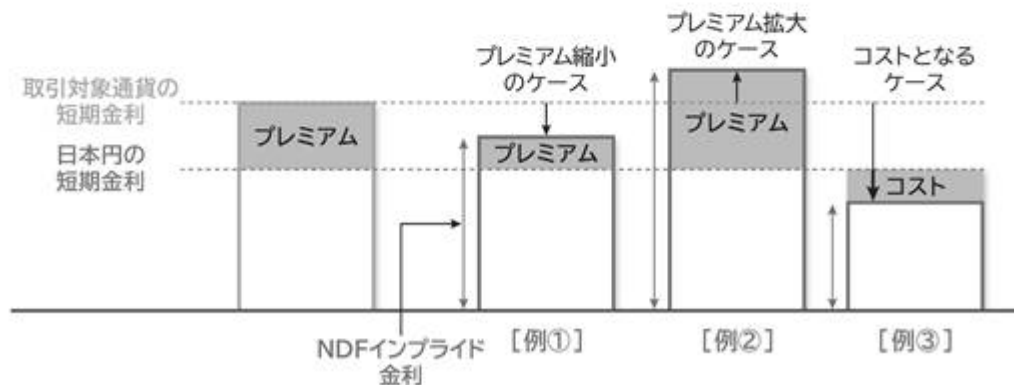 プレミアム縮小
のケース
プレミアム拡大
のケース
コストとなる
ケース
取引対象通貨の
短期金利
日本円の
短期金利
プレミアム
プレミアム
プレミアム
コスト
NDFインプライド
金利
［例①］
［例②］
［例③］